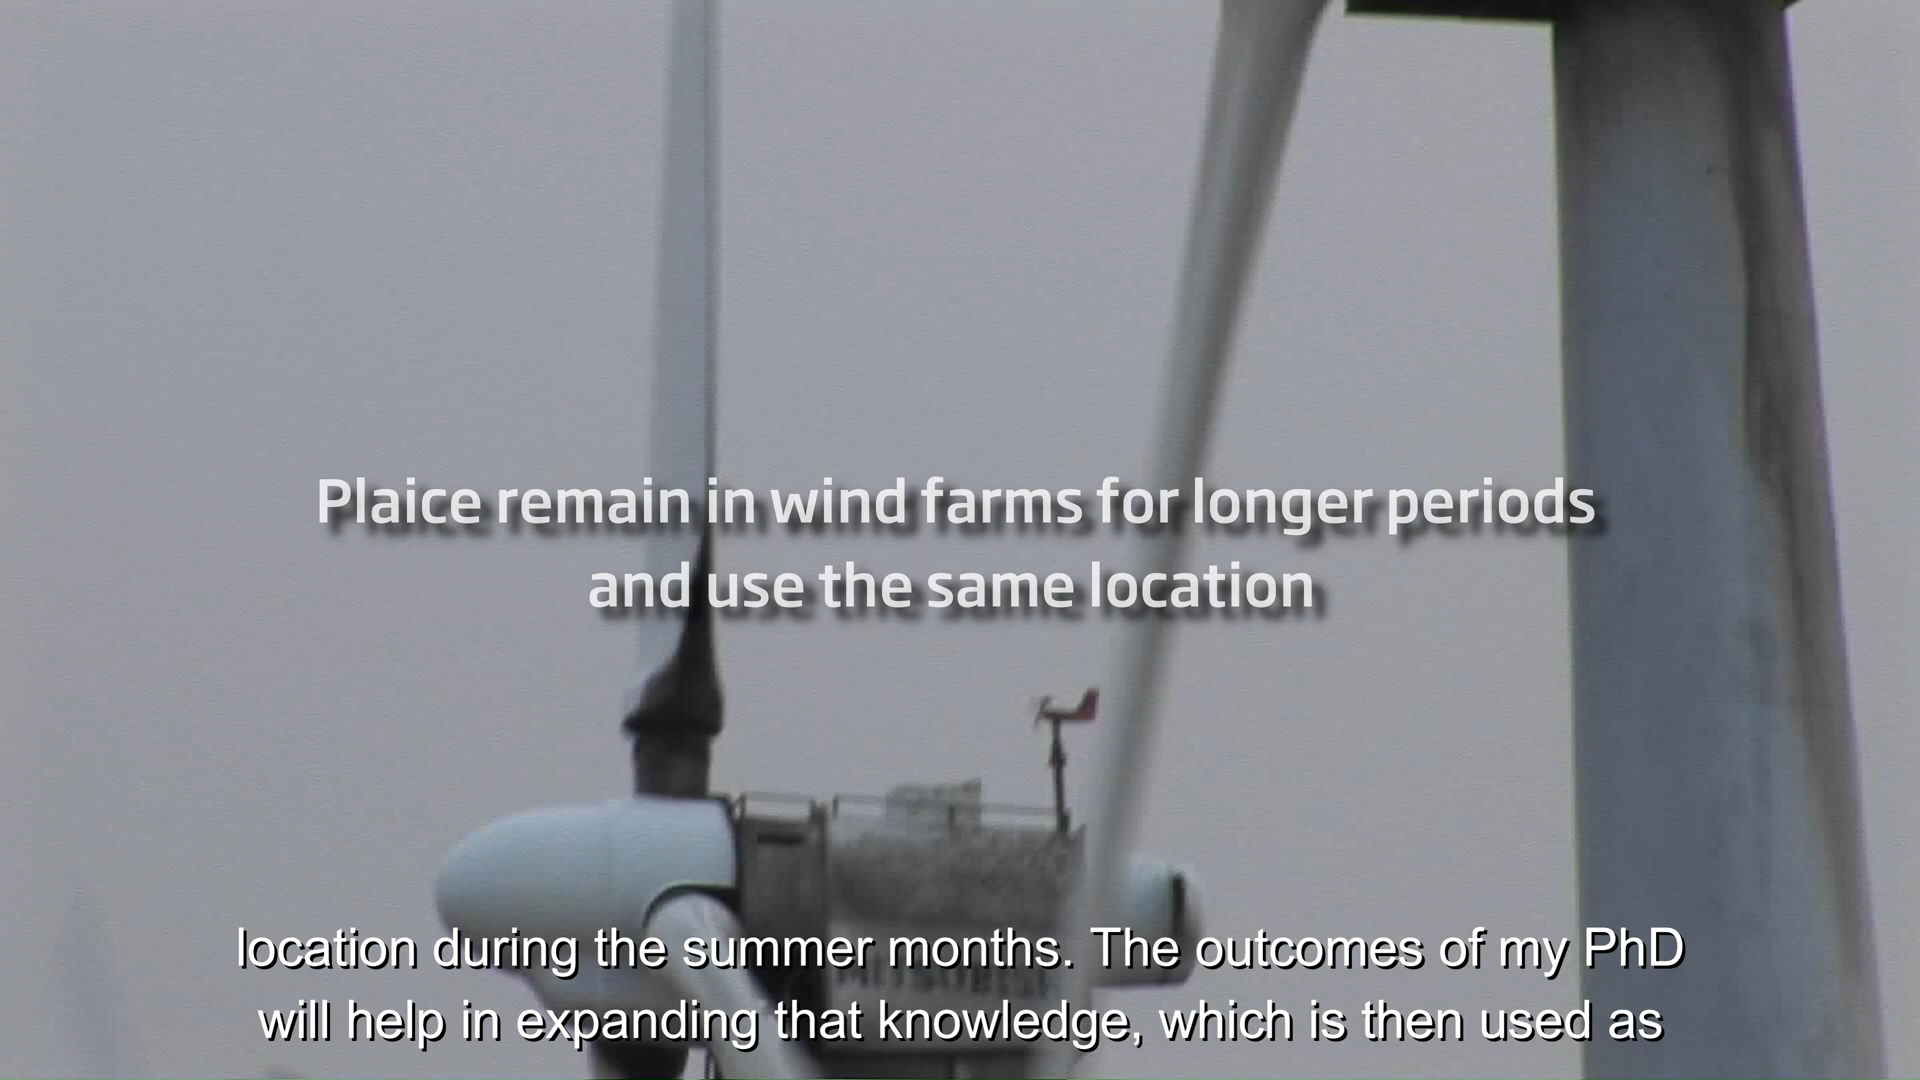 Plaice remain in wind farms for longer periods
and use the same location
location during the summer months. The outcomes of my PhD
will help in expanding that knowledge, which is then used as